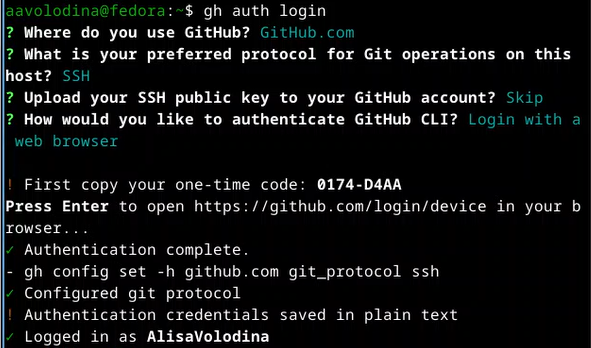 aavolodina@fedora:~$ gh auth login
? Where do you use GitHub? GitHub.com
? What is your preferred protocol for Git operations on this
host? SSH
? Upload your SSH public key to your GitHub account? Skip
? How would you like to authenticate GitHub CLI? Login with a
 web browser
! First copy your one-time code: 0174-D4AA
Press Enter to open https://github.com/login/device in your b
rowser...
✓ Authentication complete.
- gh config set -h github.com git_protocol ssh
✓ Configured git protocol
! Authentication credentials saved in plain text
✓ Logged in as AlisaVolodina